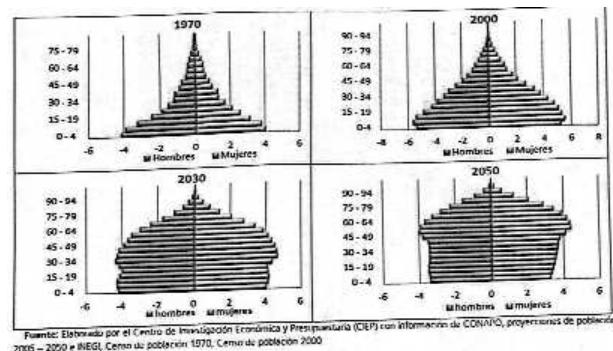 1970
75 - 79
60 - 64
45 - 49
30 - 34
15 - 19
0 - 4
-6 -4 -2 0 2 4 6
Hombres Mujeres
2000
90 - 94
75 - 79
60 - 64
45 - 49
30 - 34
15 - 19
0 - 4
-8 -6 -4 -2 0 2 4 6 8
Hombres Mujeres
2030
90 - 94
75 - 79
60 - 64
45 - 49
30 - 34
15 - 19
0 - 4
-6 -4 -2 0 2 4 6
hombres mujeres
2050
90 - 94
75 - 79
60 - 64
45 - 49
30 - 34
15 - 19
0 - 4
-6 -4 -2 0 2 4 6
hombres mujeres
Fuente: Elaborado por el Centro de Investigación Económica y Presupuestaria (CIEP) con información de CONAPO, proyecciones de población
2005 - 2050 e INEGI, Censo de población 1970, Censo de población 2000